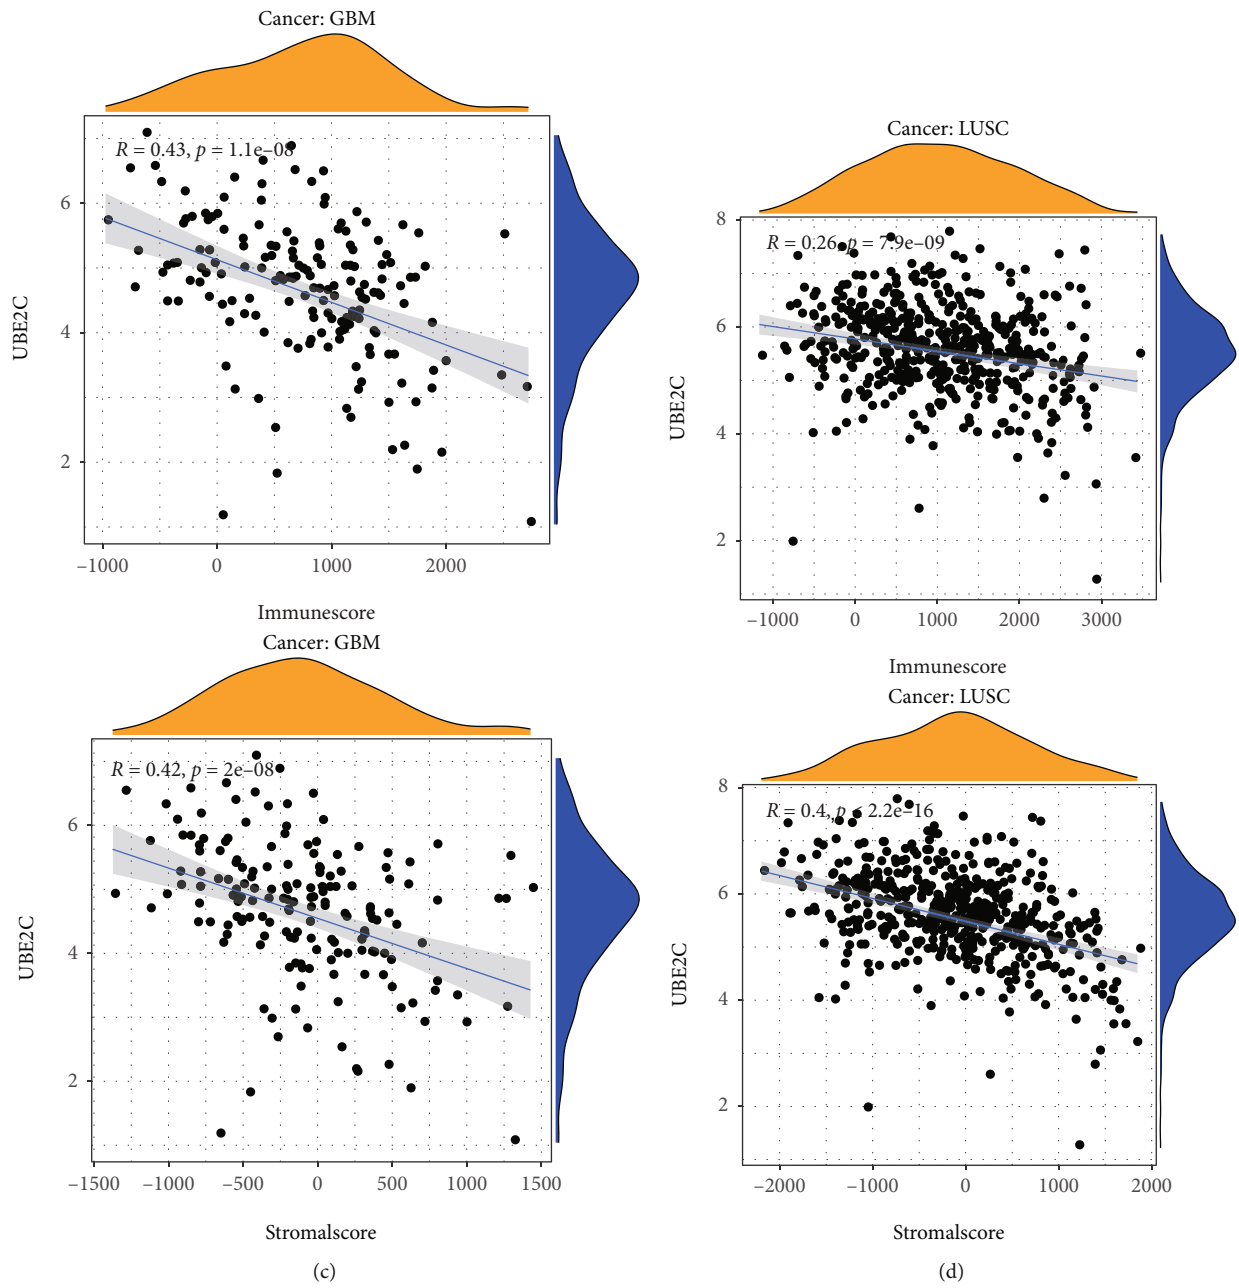 Cancer: GBM
R = 0.43, p = 1.1e–08
UBE2C
6
4
2
−1000 0 1000 2000
Immunescore
Cancer: LUSC
R = 0.26, p = 7.9e–09
UBE2C
8
6
4
2
−1000 0 1000 2000 3000
Immunescore
Cancer: GBM
R = 0.42, p = 2e–08
UBE2C
6
4
2
−1500 −1000 −500 0 500 1000 1500
Stromalscore
(c)
Cancer: LUSC
R = 0.4, p < 2.2e–16
UBE2C
8
6
4
2
−2000 −1000 0 1000 2000
Stromalscore
(d)